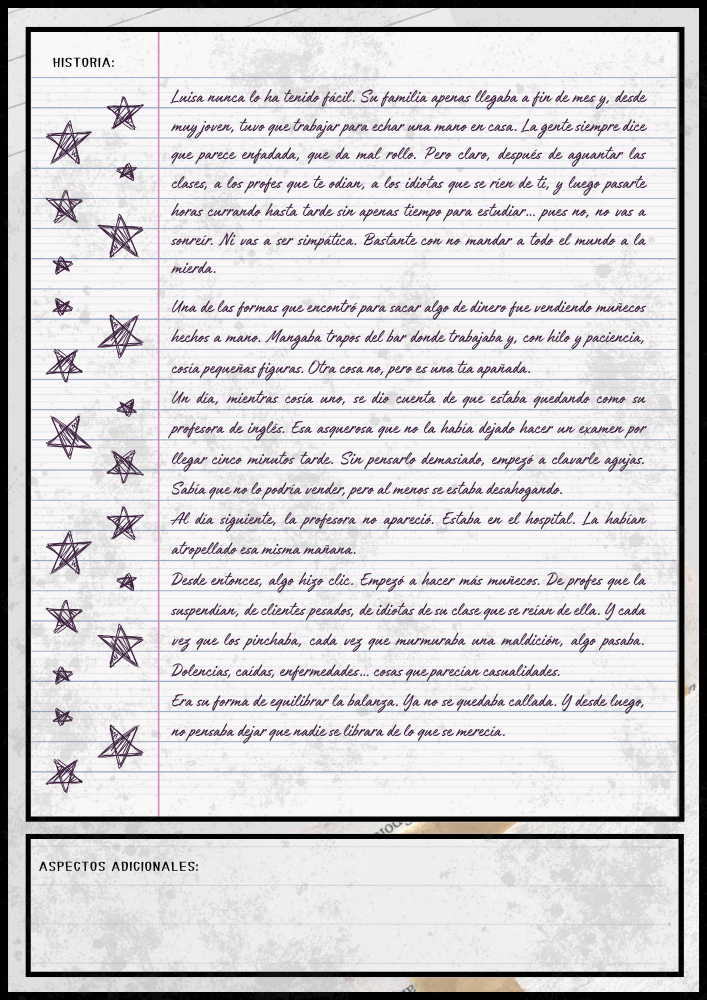 HISTORIA:
Luisa nunca lo ha tenido fácil. Su familia apenas llegaba a fin de mes y, desde
muy joven, tuvo que trabajar para echar una mano en casa. La gente siempre dice
que parece enfadada, que da mal rollo. Pero claro, después de aguantar las
clases, a los profes que te odian, a los idiotas que se ríen de ti, y luego pasarte
horas currando hasta tarde sin apenas tiempo para estudiar... pues no, no vas a
sonreír. Ni vas a ser simpática. Bastante con no mandar a todo el mundo a la
mierda.
Una de las formas que encontró para sacar algo de dinero fue vendiendo muñecos
hechos a mano. Mangaba trapos del bar donde trabajaba y, con hilo y paciencia,
cosía pequeñas figuras. Otra cosa no, pero es una tía apañada.
Un día, mientras cosía uno, se dio cuenta de que estaba quedando como su
profesora de inglés. Esa asquerosa que no la había dejado hacer un examen por
llegar cinco minutos tarde. Sin pensarlo demasiado, empezó a clavarle agujas.
Sabía que no lo podría vender, pero al menos se estaba desahogando.
Al día siguiente, la profesora no apareció. Estaba en el hospital. La habían
atropellado esa misma mañana.
Desde entonces, algo hizo clic. Empezó a hacer más muñecos. De profes que la
suspendían, de clientes pesados, de idiotas de su clase que se reían de ella. Y cada
vez que los pinchaba, cada vez que murmuraba una maldición, algo pasaba.
Dolencias, caídas, enfermedades... cosas que parecían casualidades.
Era su forma de equilibrar la balanza. Ya no se quedaba callada. Y desde luego,
no pensaba dejar que nadie se librara de lo que se merecía.
ASPECTOS ADICIONALES: